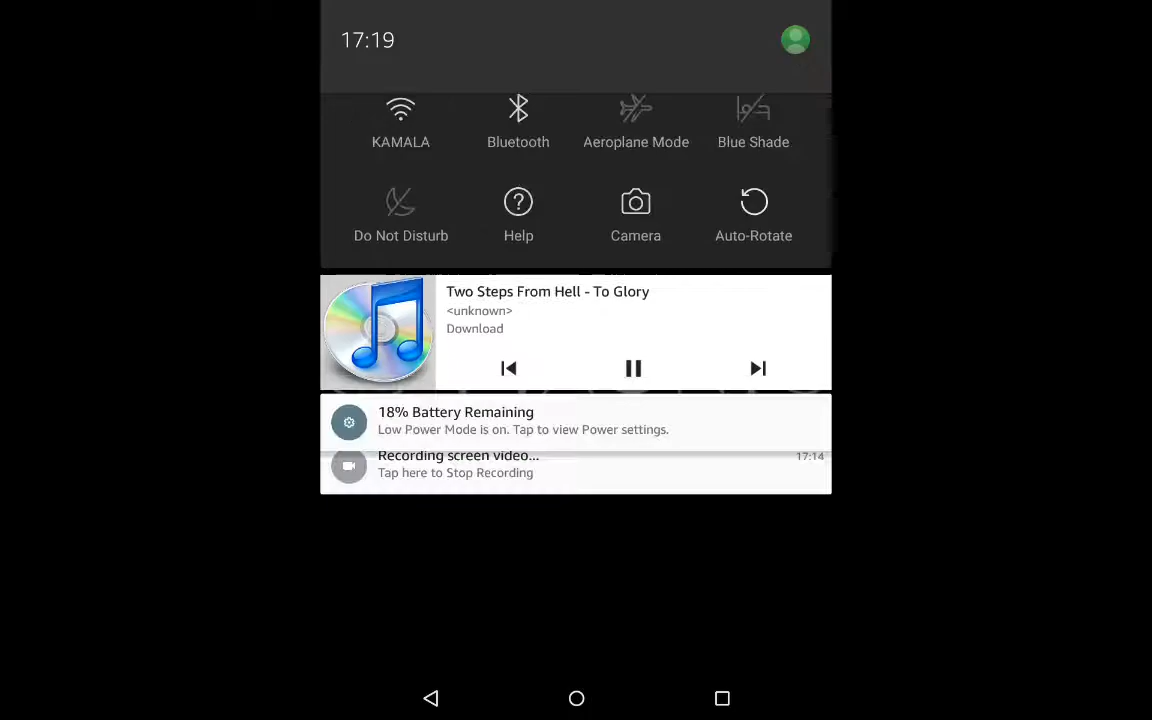 17:19
KAMALA
Bluetooth
Aeroplane Mode
Blue Shade
Do Not Disturb
Help
Camera
Auto-Rotate
Two Steps From Hell - To Glory
<unknown>
Download
18% Battery Remaining
Low Power Mode is on. Tap to view Power settings.
Recording screen video... 17:14
Tap here to Stop Recording